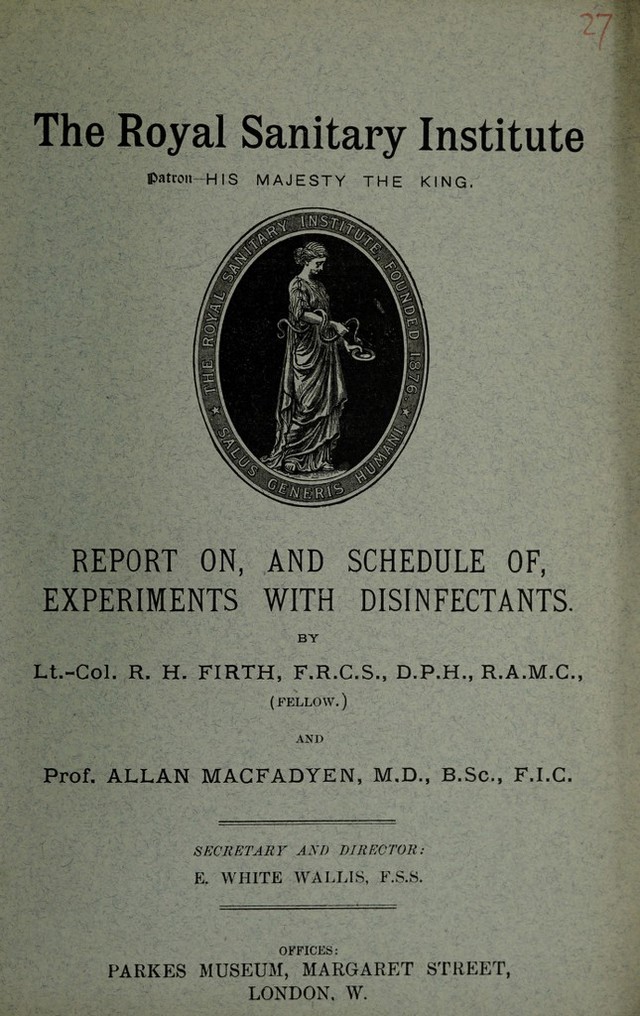 27
The Royal Sanitary Institute
Patron—HIS MAJESTY THE KING.
★ THE ROYAL SANITARY INSTITUTE, FOUNDED 1876. ★
SALUS GENERIS HUMANI.
REPORT ON, AND SCHEDULE OF,
EXPERIMENTS WITH DISINFECTANTS.
BY
Lt.-Col. R. H. FIRTH, F.R.C.S., D.P.H., R.A.M.C.,
(FELLOW.)
AND
Prof. ALLAN MACFADYEN, M.D., B.Sc., F.I.C.
SECRETARY AND DIRECTOR:
E. WHITE WALLIS, F.S.S.
OFFICES:
PARKES MUSEUM, MARGARET STREET,
LONDON, W.